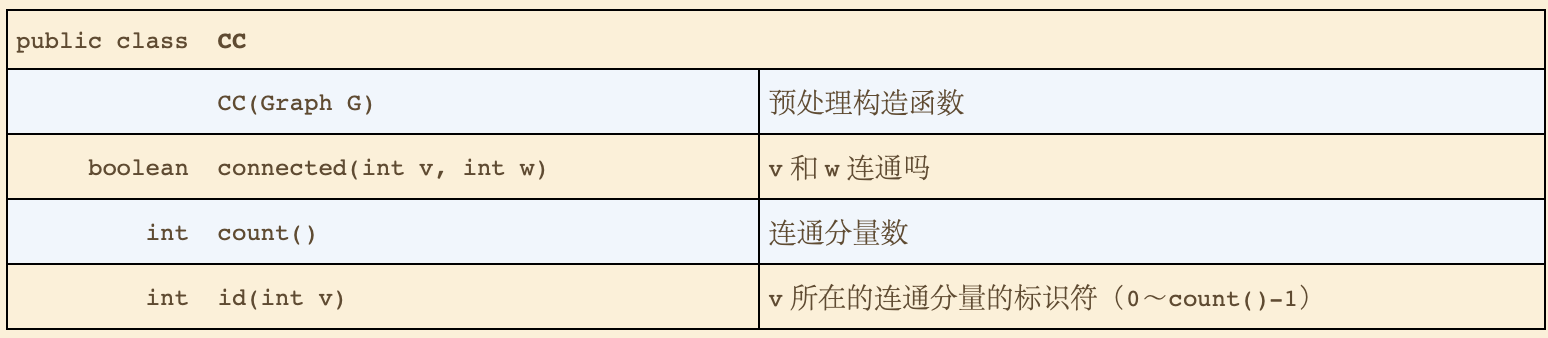 public class CC
CC(Graph G) 预处理构造函数
boolean connected(int v, int w) v 和 w 连通吗
int count() 连通分量数
int id(int v) v 所在的连通分量的标识符（0～count()-1）